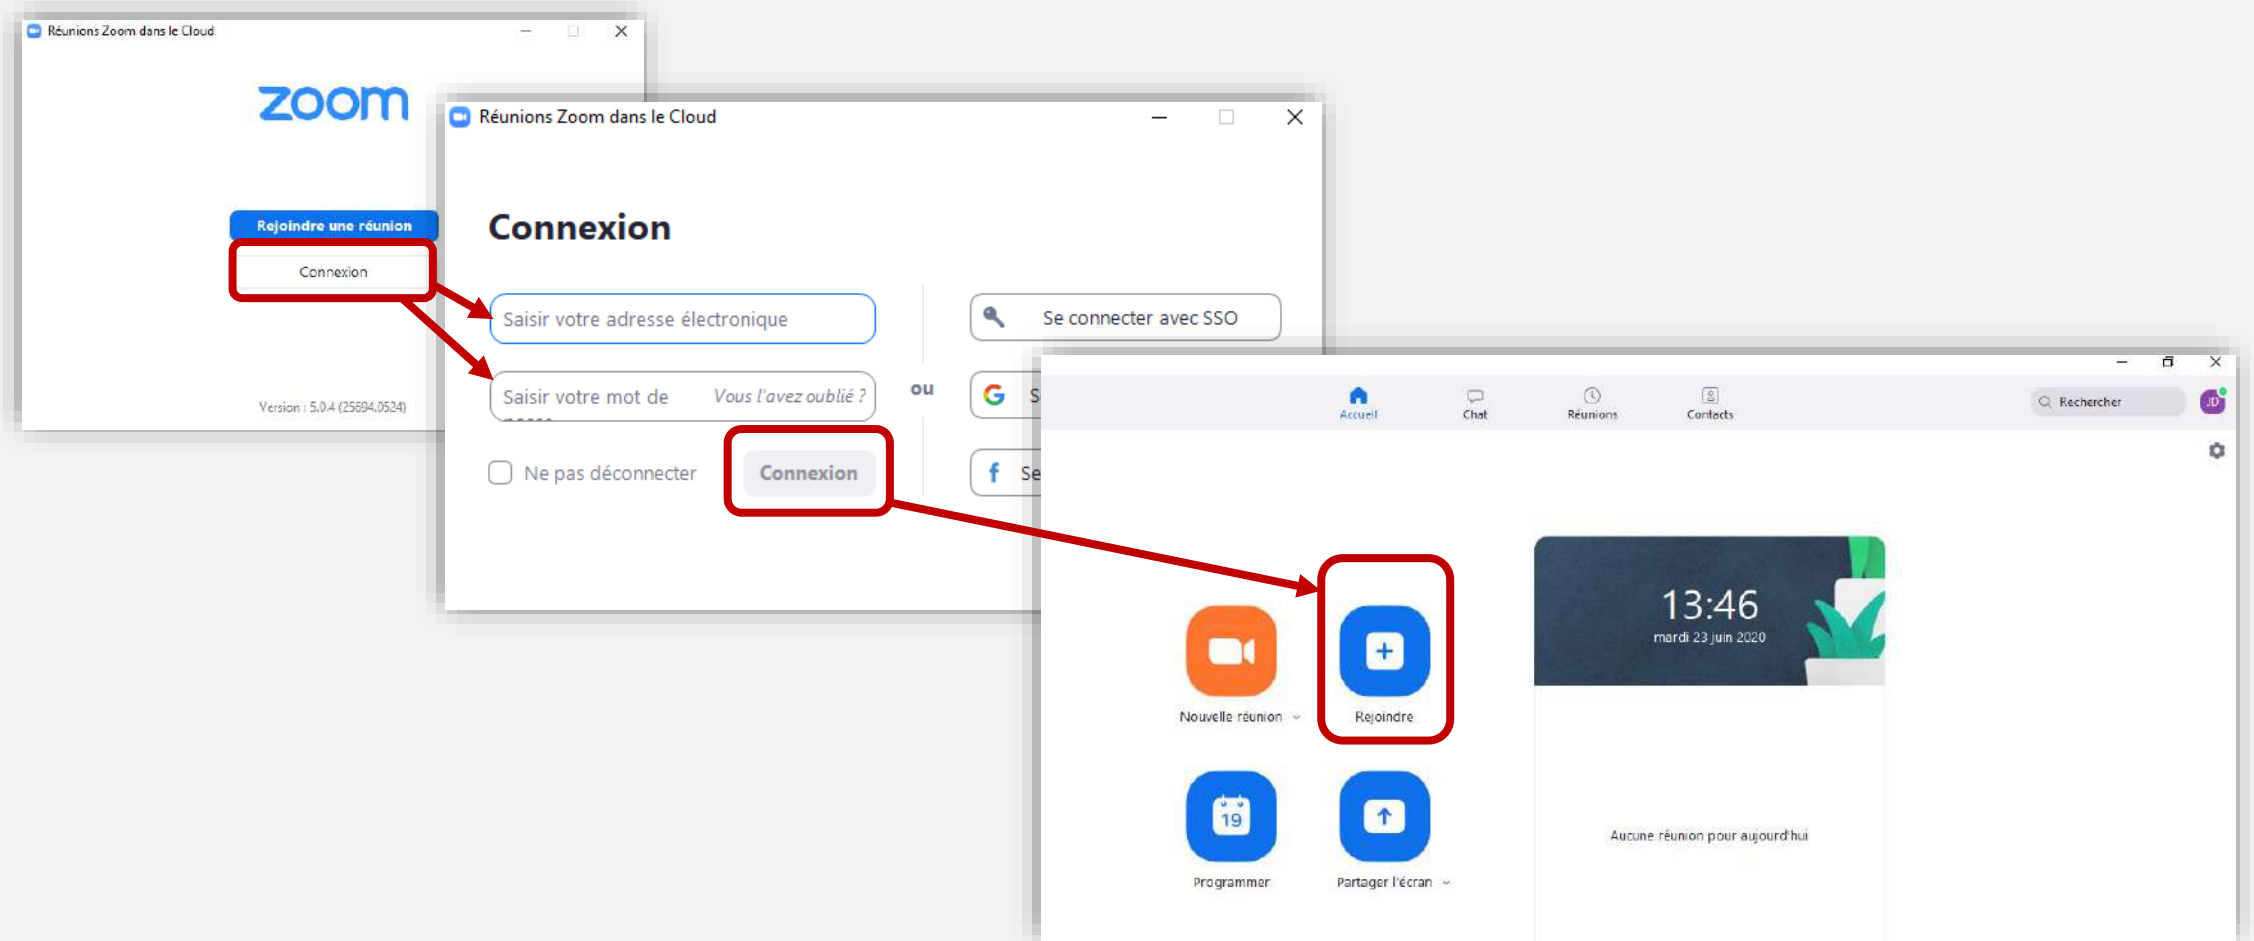 Réunions Zoom dans le Cloud
zoom
Rejoindre une réunion
Connexion
Version : 5.0.4 (25694.0524)
Réunions Zoom dans le Cloud
Connexion
Saisir votre adresse électronique
Saisir votre mot de
Vous l'avez oublié ?
Ne pas déconnecter
Connexion
ou
Se connecter avec SSO
G
S
f
Se
Accueil
Chat
Réunions
Contacts
Rechercher
JD
13:46
mardi 23 juin 2020
Nouvelle réunion
Rejoindre
19
Programmer
Partager l'écran
Aucune réunion pour aujourd'hui